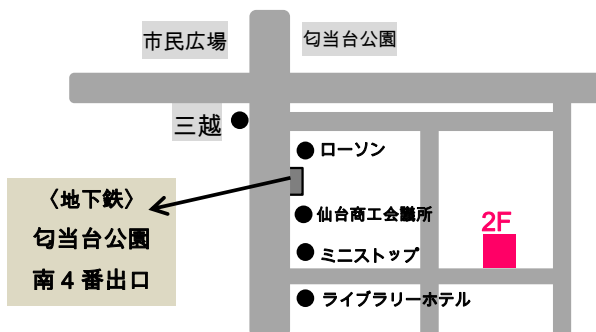 市民広場
匂当台公園
三越
ローソン
〈地下鉄〉
匂当台公園
南4番出口
仙台商工会議所
2F
ミニストップ
ライブラリーホテル